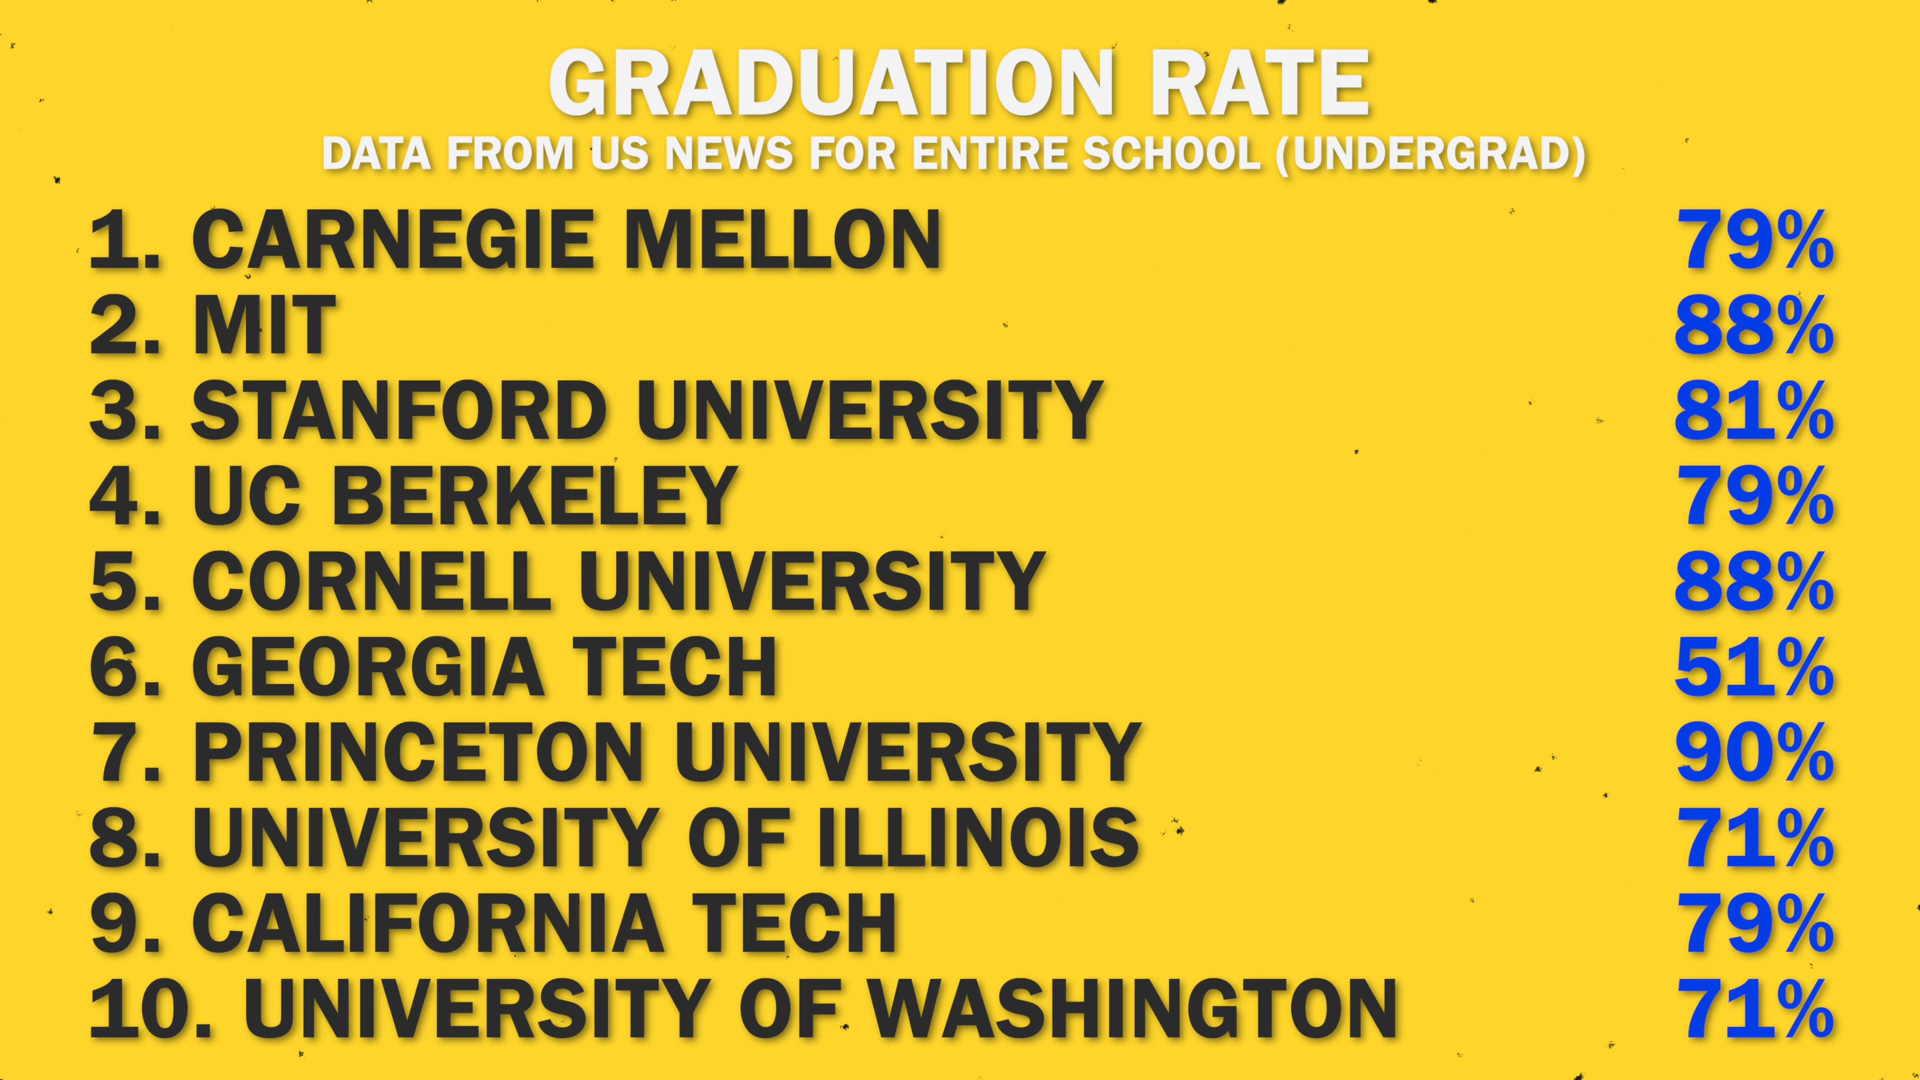 GRADUATION RATE
DATA FROM US NEWS FOR ENTIRE SCHOOL (UNDERGRAD)
1. CARNEGIE MELLON 79%
2. MIT 88%
3. STANFORD UNIVERSITY 81%
4. UC BERKELEY 79%
5. CORNELL UNIVERSITY 88%
6. GEORGIA TECH 51%
7. PRINCETON UNIVERSITY 90%
8. UNIVERSITY OF ILLINOIS 71%
9. CALIFORNIA TECH 79%
10. UNIVERSITY OF WASHINGTON 71%